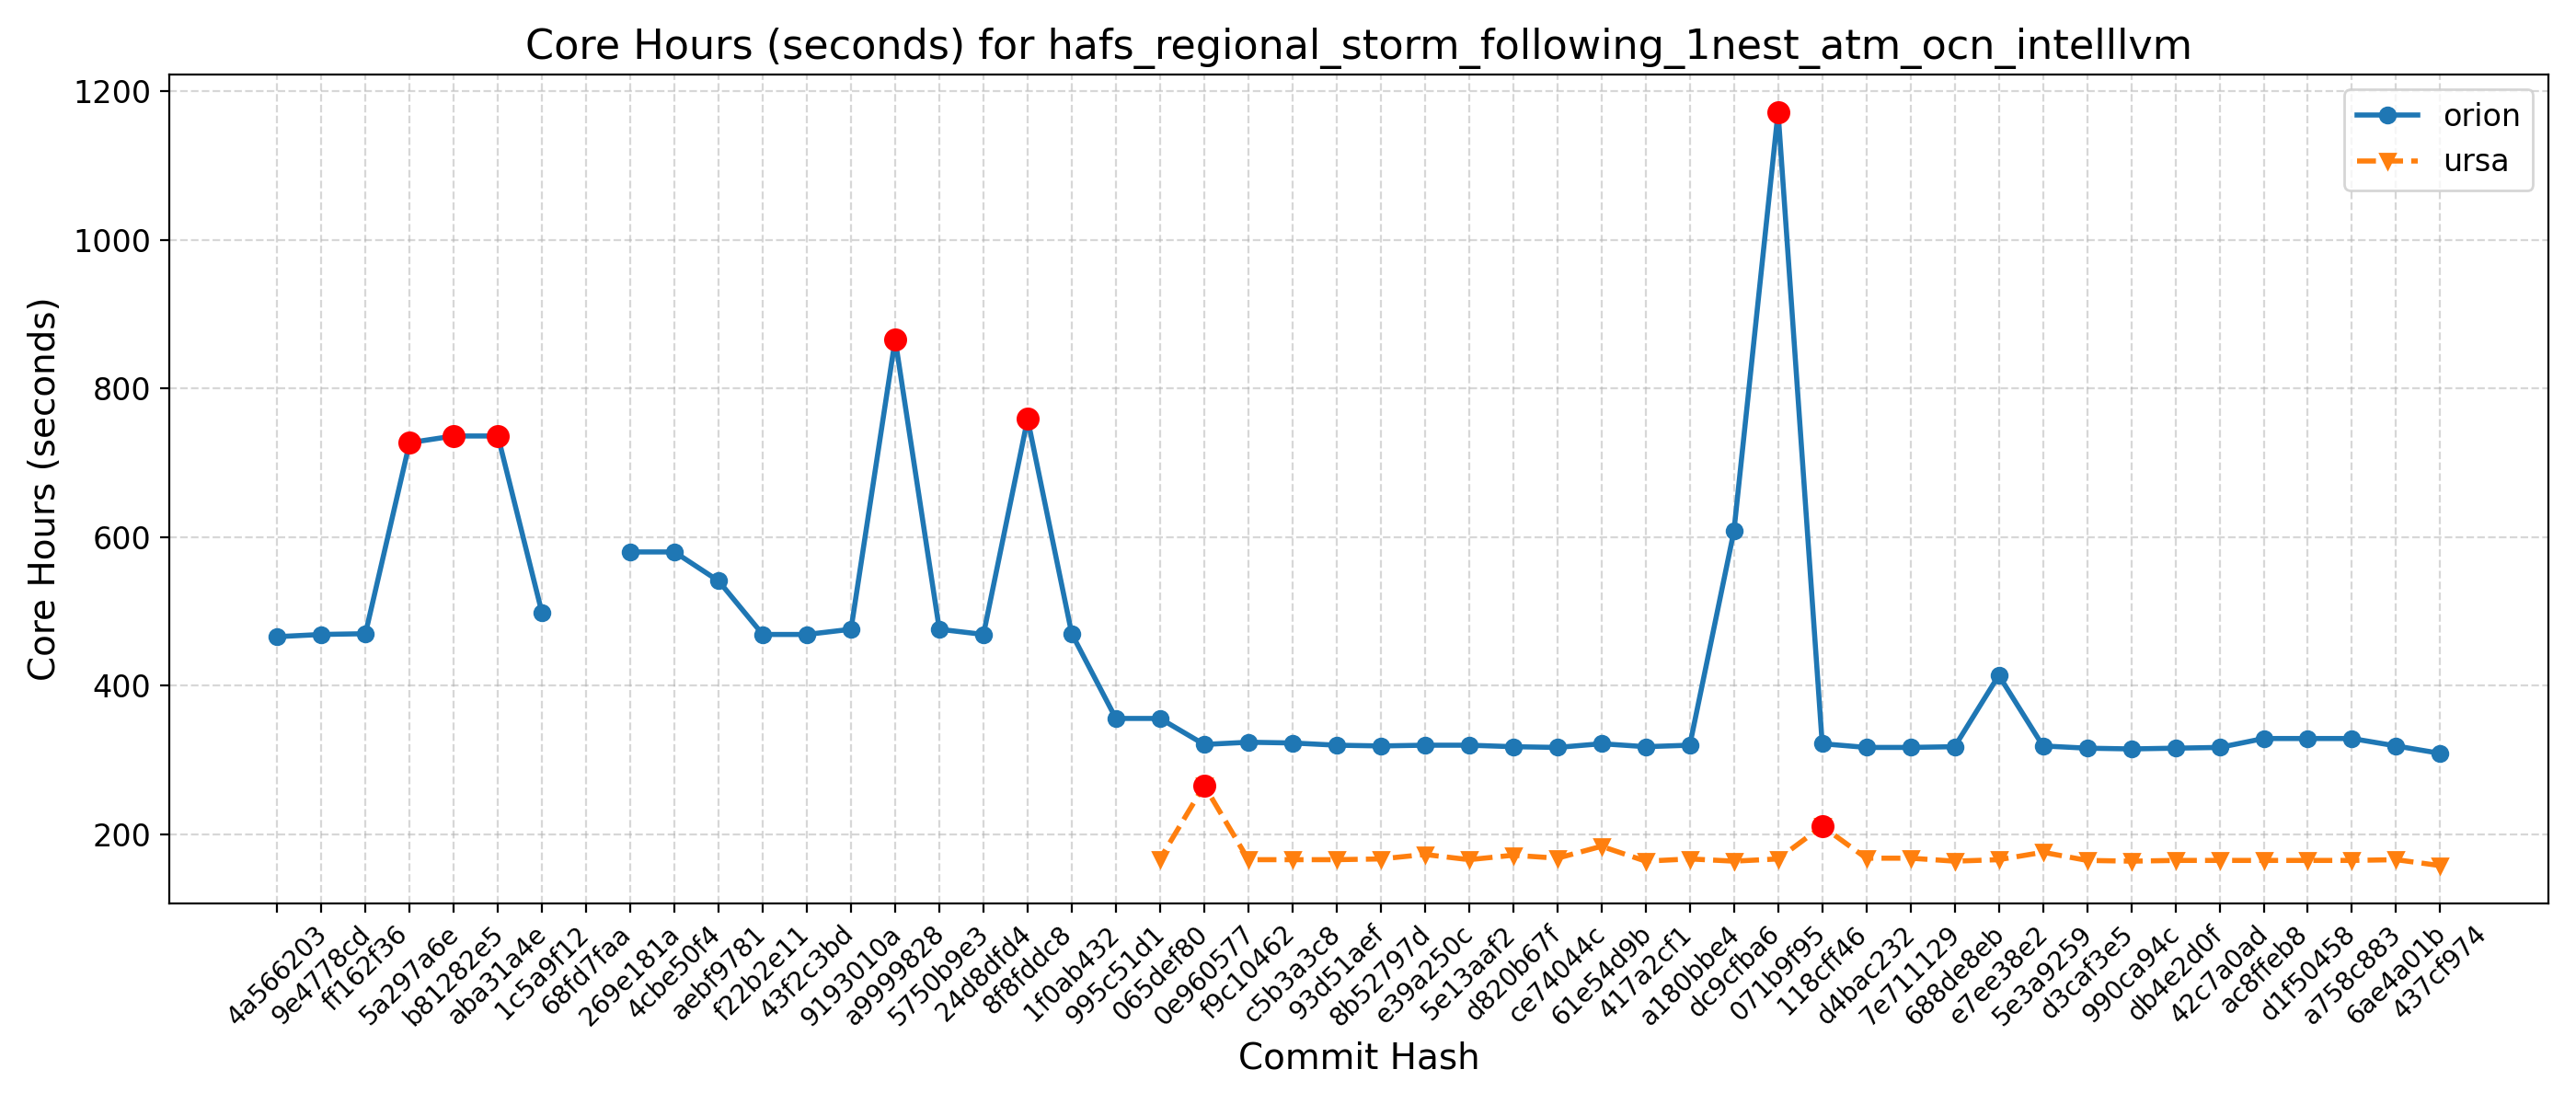 Core Hours (seconds) for hafs_regional_storm_following_1nest_atm_ocn_intelllvm
Core Hours (seconds)
1200
1000
800
600
400
200
orion
ursa
4a566203
9e4778cd
ff162f36
5a297a6e
b81282e5
aba31a4e
1c5a9f12
68fd7faa
269e181a
4cbe50f4
aebf9781
f22b2e11
43f2c3bd
9193010a
a9999828
5750b9e3
24d8dfd4
8f8fddc8
1f0ab432
995c51d1
065def80
0e960577
f9c10462
c5b3a3c8
93d51aef
8b52797d
e39a250c
5e13aaf2
d820b67f
ce74044c
61e54d9b
417a2cf1
a180bbe4
dc9cfba6
071b9f95
118cff46
d4bac232
7e711129
688de8eb
e7ee38e2
5e3a9259
d3caf3e5
990ca94c
db4e2d0f
42c7a0ad
ac8ffeb8
d1f50458
a758c883
6ae4a01b
437cf974
Commit Hash